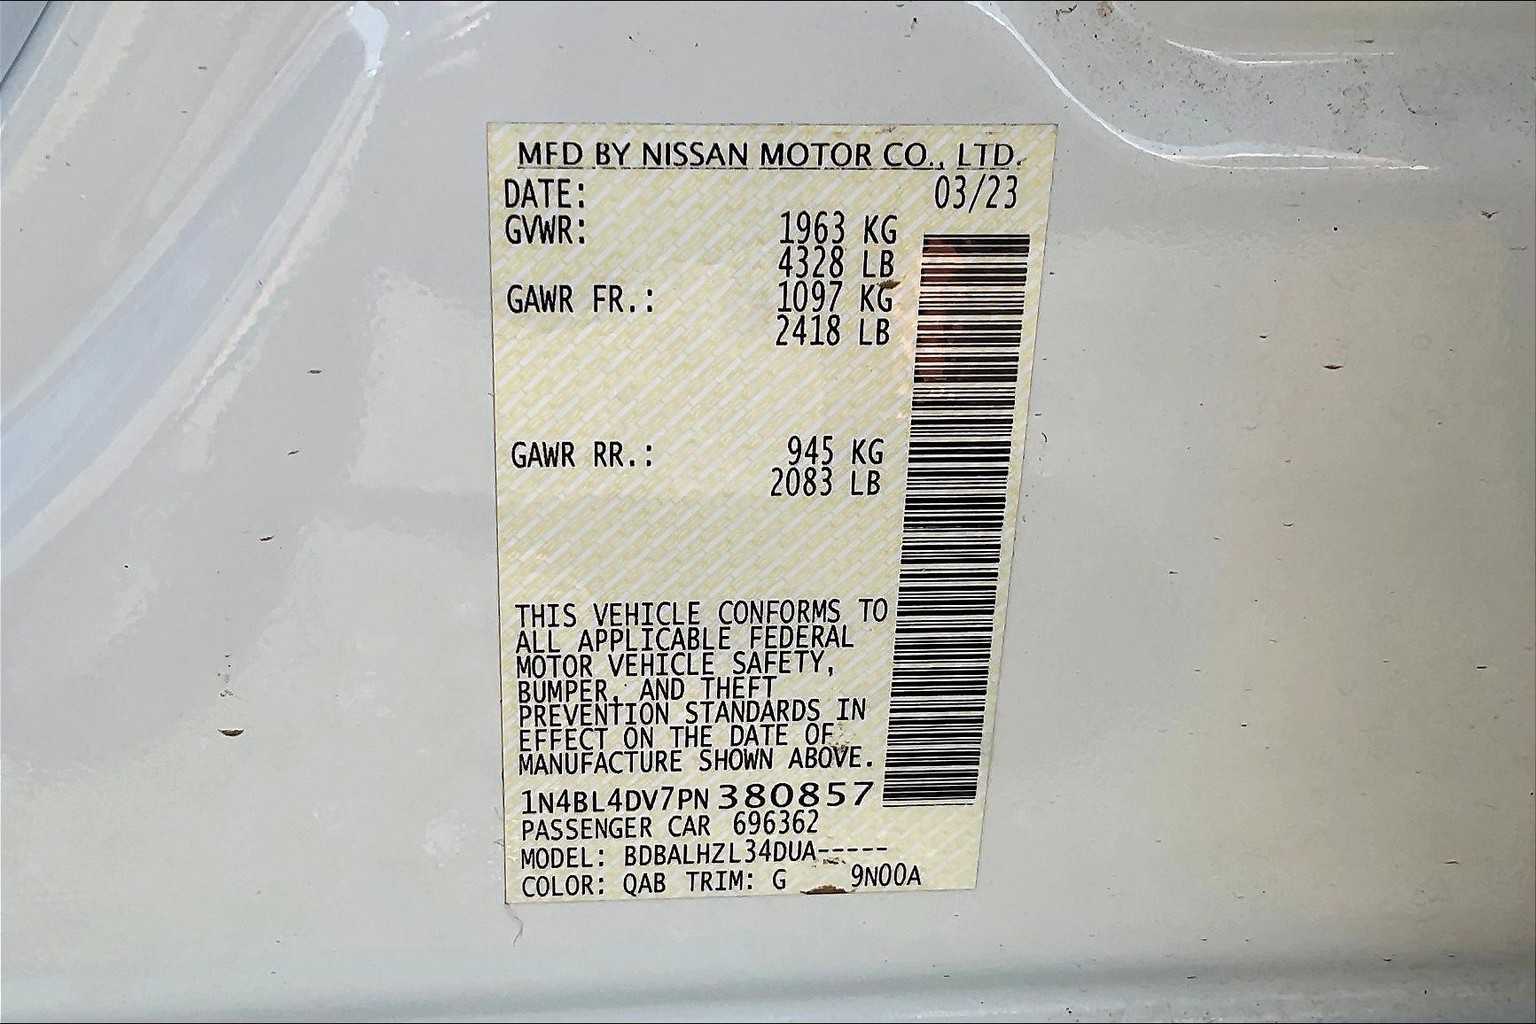 MFD BY NISSAN MOTOR CO., LTD.
DATE: 03/23
GVWR: 1963 KG
4328 LB
GAWR FR.: 1097 KG
2418 LB
GAWR RR.: 945 KG
2083 LB
THIS VEHICLE CONFORMS TO
ALL APPLICABLE FEDERAL
MOTOR VEHICLE SAFETY,
BUMPER, AND THEFT
PREVENTION STANDARDS IN
EFFECT ON THE DATE OF
MANUFACTURE SHOWN ABOVE.
1N4BL4DV7PN380857
PASSENGER CAR 696362
MODEL: BDBALHZL34DUA-----
COLOR: QAB TRIM: G 9N00A